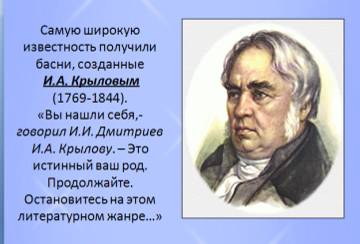 Самую широкую
известность получили
басни, созданные
И.А. Крыловым
(1769-1844).
«Вы нашли себя,-
говорил И.И. Дмитриев
И.А. Крылову. – Это
истинный ваш род.
Продолжайте.
Остановитесь на этом
литературном жанре…»